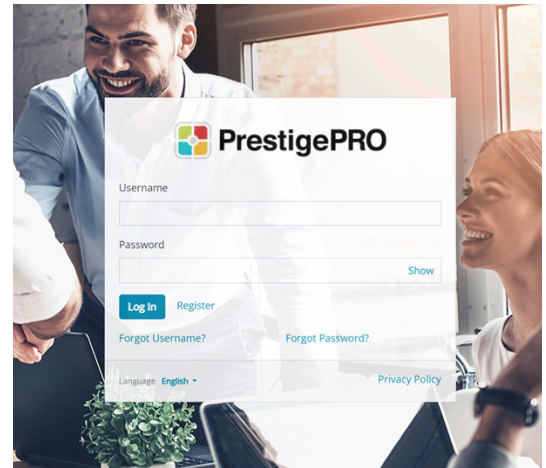 PrestigePRO
Username
Password
Show
Log In Register
Forgot Username? Forgot Password?
Language English Privacy Policy